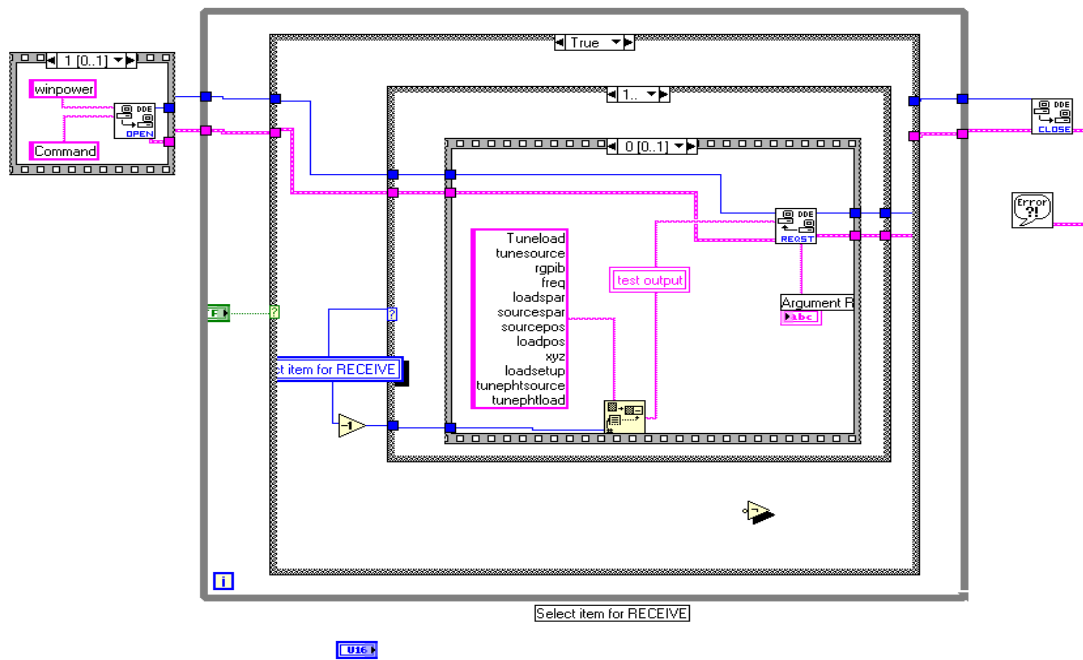 True
1 [0..1]
winpower
DDE
OPEN
Command
1..
0 [0..1]
DDE
CLOSE
Error
?!
Tuneload
tunesource
rgpib
freq
loadspar
sourcespar
sourcepos
loadpos
xyz
loadsetup
tunephtsource
tunephtload
DDE
REQST
test output
Argument R
abc
F
?
?
ct item for RECEIVE
-1
i
Select item for RECEIVE
U16